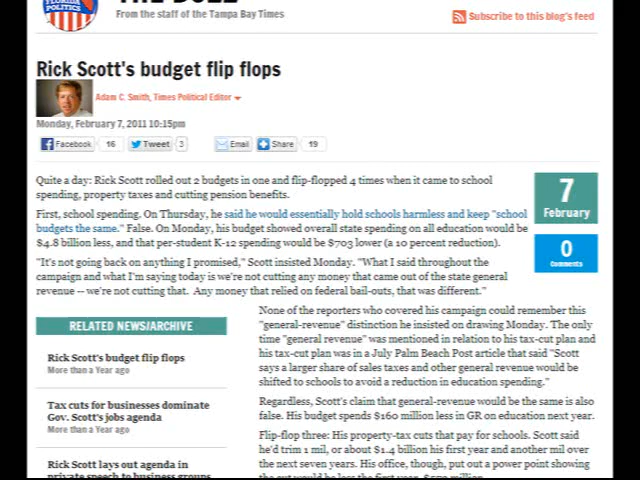 FLORIDA
POLITICS
THE BUZZ
From the staff of the Tampa Bay Times
Subscribe to this blog's feed
Rick Scott's budget flip flops
Adam C. Smith, Times Political Editor
Monday, February 7, 2011 10:15pm
Facebook 16 Tweet 3 Email Share 19
Quite a day: Rick Scott rolled out 2 budgets in one and flip-flopped 4 times when it came to school
spending, property taxes and cutting pension benefits.
7
February
0
Comments
First, school spending. On Thursday, he said he would essentially hold schools harmless and keep "school
budgets the same." False. On Monday, his budget showed overall state spending on all education would be
$4.8 billion less, and that per-student K-12 spending would be $703 lower (a 10 percent reduction).
"It's not going back on anything I promised," Scott insisted Monday. "What I said throughout the
campaign and what I'm saying today is we're not cutting any money that came out of the state general
revenue -- we're not cutting that. Any money that relied on federal bail-outs, that was different."
RELATED NEWS/ARCHIVE
Rick Scott's budget flip flops
More than a Year ago
Tax cuts for businesses dominate
Gov. Scott's jobs agenda
More than a Year ago
Rick Scott lays out agenda in
private speech to business groups
None of the reporters who covered his campaign could remember this
"general-revenue" distinction he insisted on drawing Monday. The only
time "general revenue" was mentioned in relation to his tax-cut plan and
his tax-cut plan was in a July Palm Beach Post article that said "Scott
says a larger share of sales taxes and other general revenue would be
shifted to schools to avoid a reduction in education spending."
Regardless, Scott's claim that general-revenue would be the same is also
false. His budget spends $160 million less in GR on education next year.
Flip-flop three: His property-tax cuts that pay for schools. Scott said
he'd trim 1 mil, or about $1.4 billion his first year and another mil over
the next seven years. His office, though, put out a power point showing